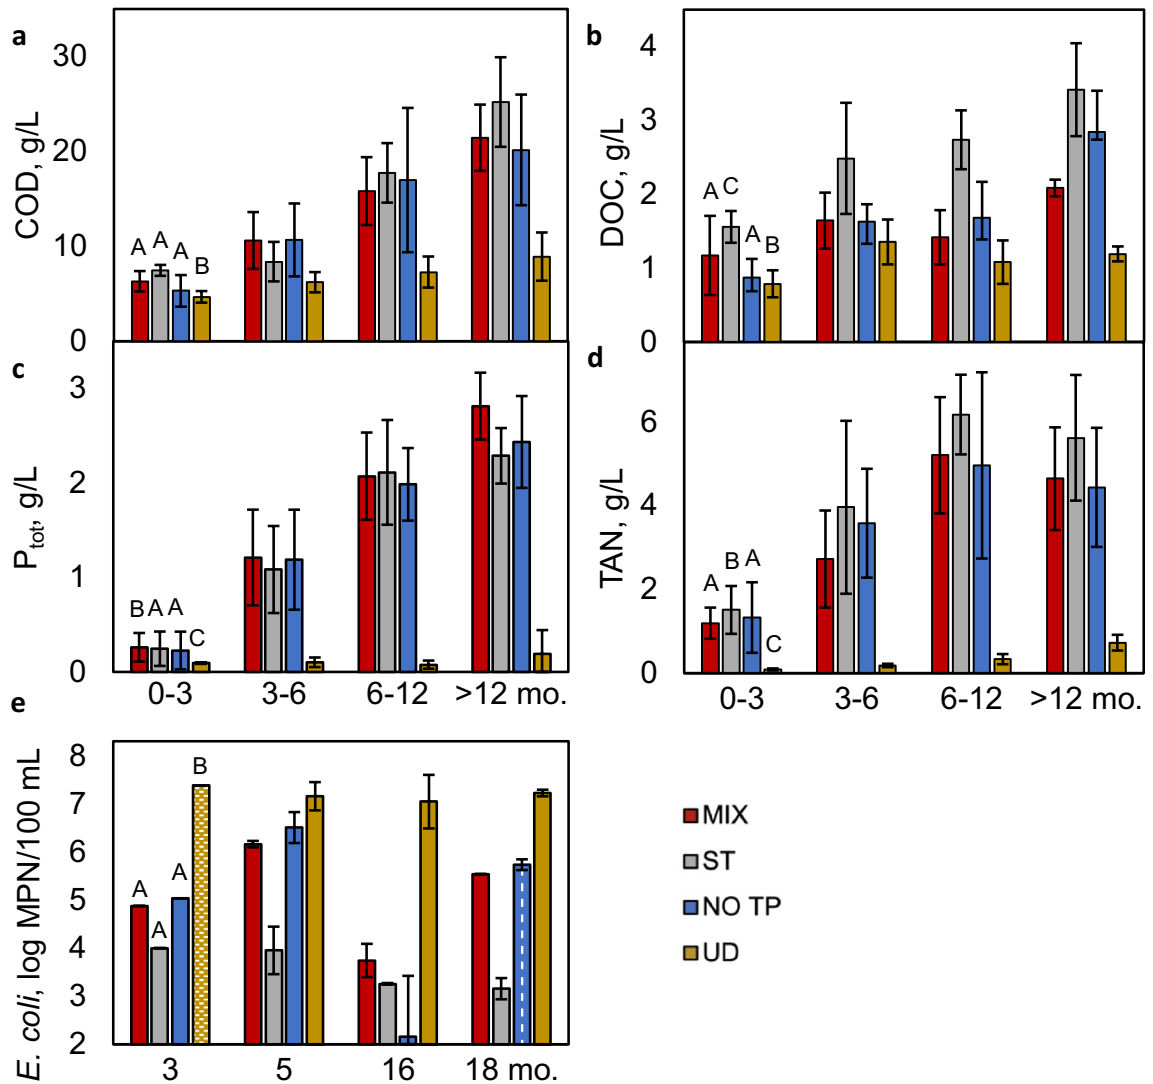 a
COD, g/L
30
20
10
0
A A A B
b
DOC, g/L
4
3
2
1
0
A C A B
c
Ptot, g/L
3
2
1
0
B A A C
0-3 3-6 6-12 >12 mo.
d
TAN, g/L
6
4
2
0
A B A C
0-3 3-6 6-12 >12 mo.
e
E. coli, log MPN/100 mL
8
7
6
5
4
3
2
A A A B
3 5 16 18 mo.
MIX
ST
NO TP
UD